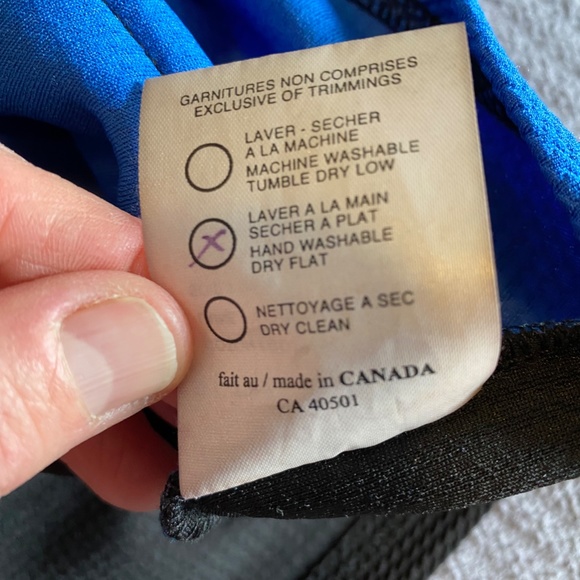 GARNITURES NON COMPRISES
EXCLUSIVE OF TRIMMINGS
LAVER - SECHER
A LA MACHINE
MACHINE WASHABLE
TUMBLE DRY LOW
LAVER A LA MAIN
SECHER A PLAT
HAND WASHABLE
DRY FLAT
NETTOYAGE A SEC
DRY CLEAN
fait au / made in CANADA
CA 40501